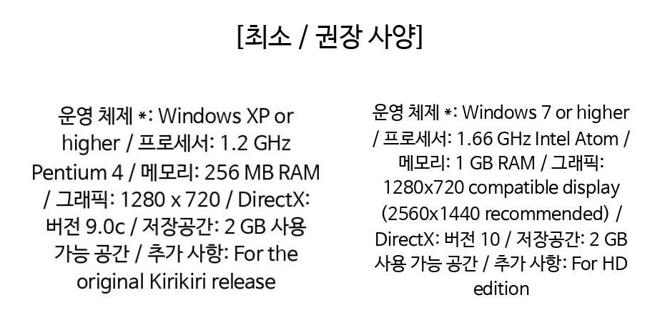 [최소 / 권장 사양]
운영 체제 *: Windows XP or
higher / 프로세서: 1.2 GHz
Pentium 4 / 메모리: 256 MB RAM
/ 그래픽: 1280 x 720 / DirectX:
버전 9.0c / 저장공간: 2 GB 사용
가능 공간 / 추가 사항: For the
original Kirikiri release
운영 체제 *: Windows 7 or higher
/ 프로세서: 1.66 GHz Intel Atom /
메모리: 1 GB RAM / 그래픽:
1280x720 compatible display
(2560x1440 recommended) /
DirectX: 버전 10 / 저장공간: 2 GB
사용 가능 공간 / 추가 사항: For HD
edition